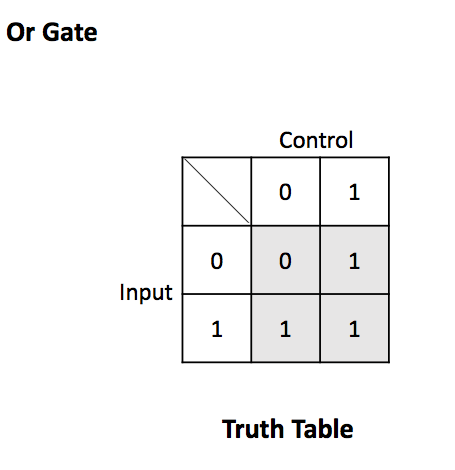 Or Gate
Control
0 1
0 0 1
Input
1 1 1
Truth Table